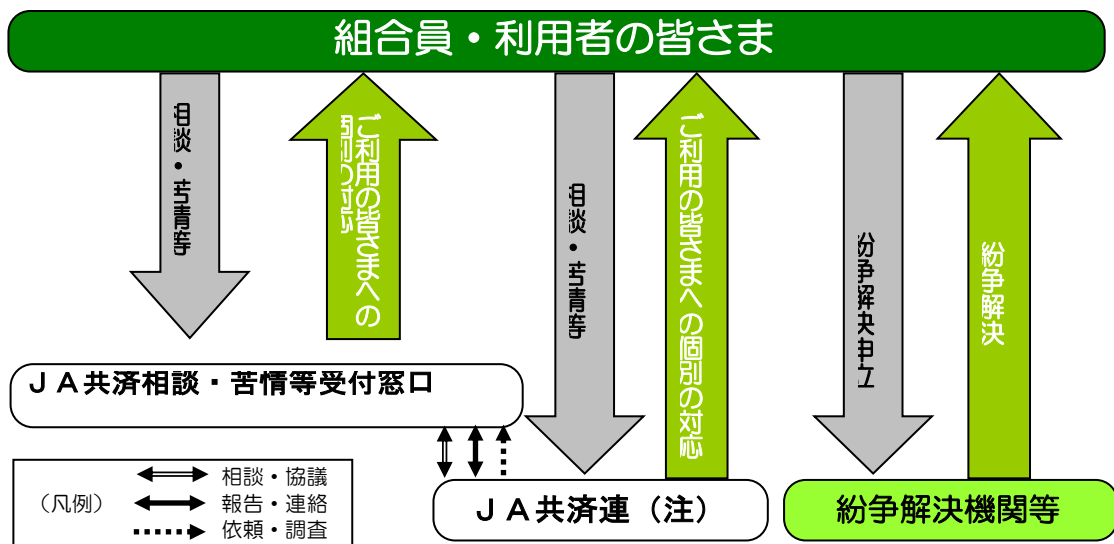 組合員・利用者の皆さま
相談・苦情等
ご利用の皆さまへの
個別の対応
相談・苦情等
ご利用の皆さまへの個別の対応
紛争解決申立
紛争解決
ＪＡ共済相談・苦情等受付窓口
（凡例）
相談・協議
報告・連絡
依頼・調査
ＪＡ共済連（注）
紛争解決機関等